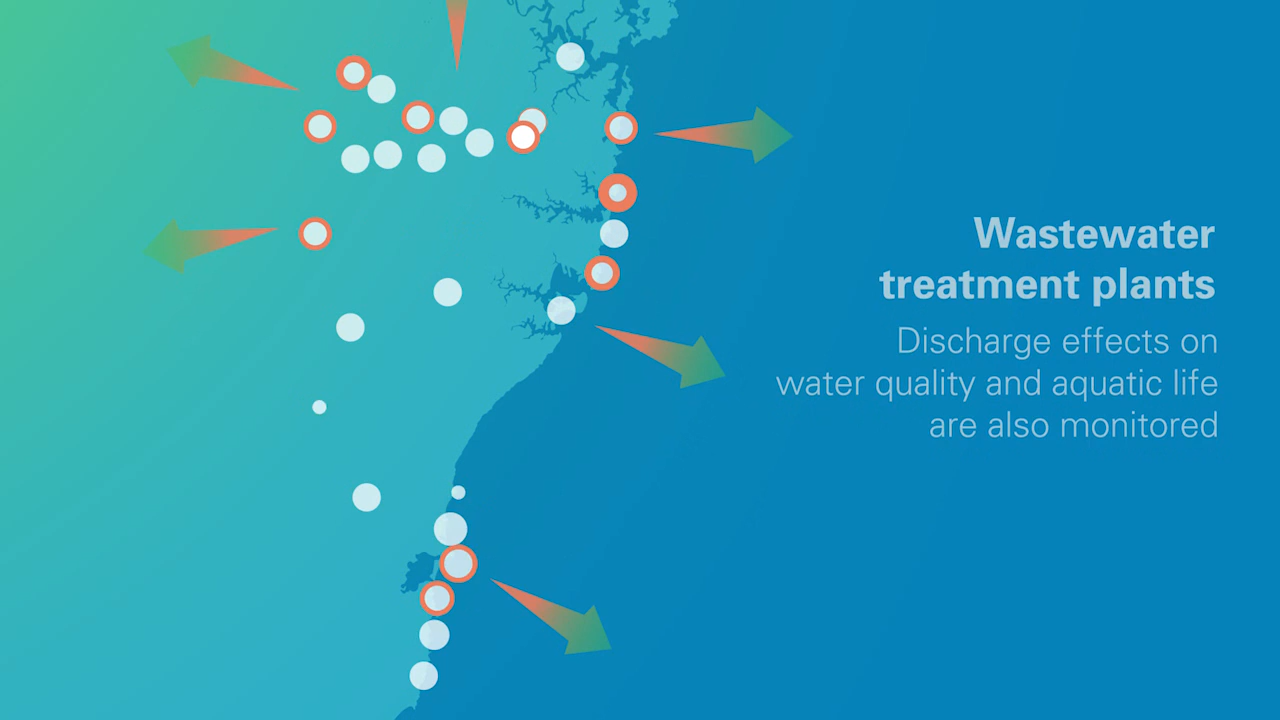 Wastewater
treatment plants
Discharge effects on
water quality and aquatic life
are also monitored